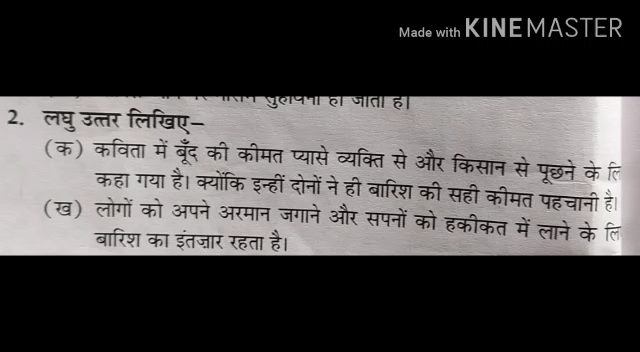 Made with KINEMASTER
सुहावना हो जाता है।
2. लघु उत्तर लिखिए–
(क) कविता में बूँद की कीमत प्यासे व्यक्ति से और किसान से पूछने के लि
कहा गया है। क्योंकि इन्हीं दोनों ने ही बारिश की सही कीमत पहचानी है।
(ख) लोगों को अपने अरमान जगाने और सपनों को हकीकत में लाने के लि
बारिश का इंतज़ार रहता है।